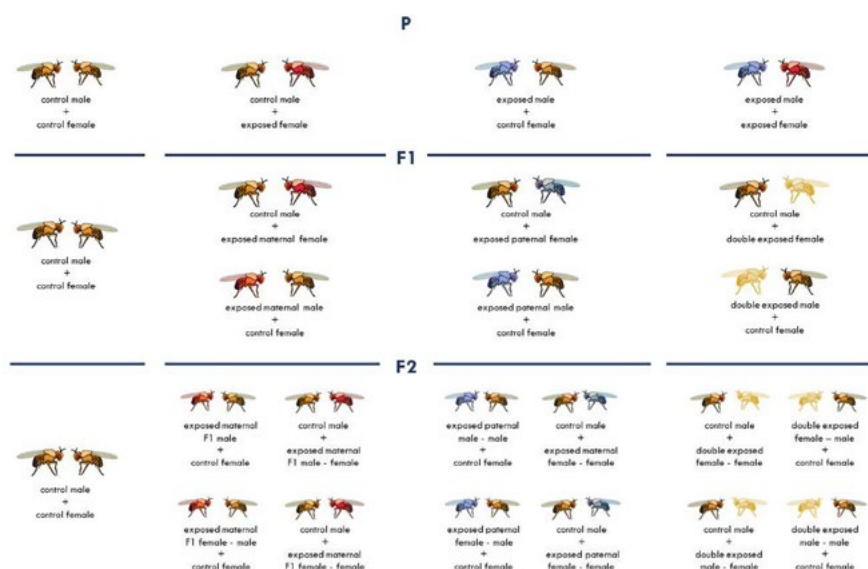 P
control male
+
control female
control male
+
exposed female
exposed male
+
control female
exposed male
+
exposed female
F1
control male
+
control female
control male
+
exposed maternal female
control male
+
exposed paternal female
control male
+
double exposed female
exposed maternal male
+
control female
exposed paternal male
+
control female
double exposed male
+
control female
F2
control male
+
control female
exposed maternal
F1 male
+
control female
control male
+
exposed maternal
F1 male - female
exposed paternal
male - male
+
control female
control male
+
exposed maternal
female - female
control male
+
double exposed
female - female
double exposed
female – male
+
control female
exposed maternal
F1 female - male
+
control female
control male
+
exposed maternal
F1 female - female
exposed paternal
female - male
+
control female
control male
+
exposed paternal
female - female
control male
+
double exposed
male - female
double exposed
male - male
+
control female